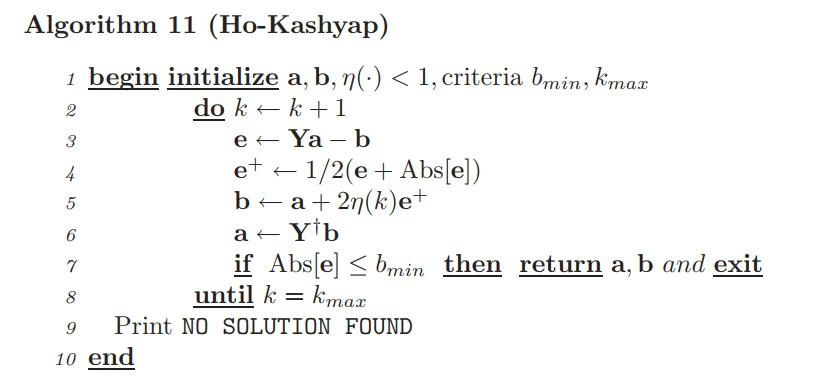 Algorithm 11 (Ho-Kashyap)
1 begin initialize a, b, η(·) < 1, criteria b_min, k_max
2 do k ← k + 1
3 e ← Ya − b
4 e⁺ ← 1/2(e + Abs[e])
5 b ← a + 2η(k)e⁺
6 a ← Y†b
7 if Abs[e] ≤ b_min then return a, b and exit
8 until k = k_max
9 Print NO SOLUTION FOUND
10 end